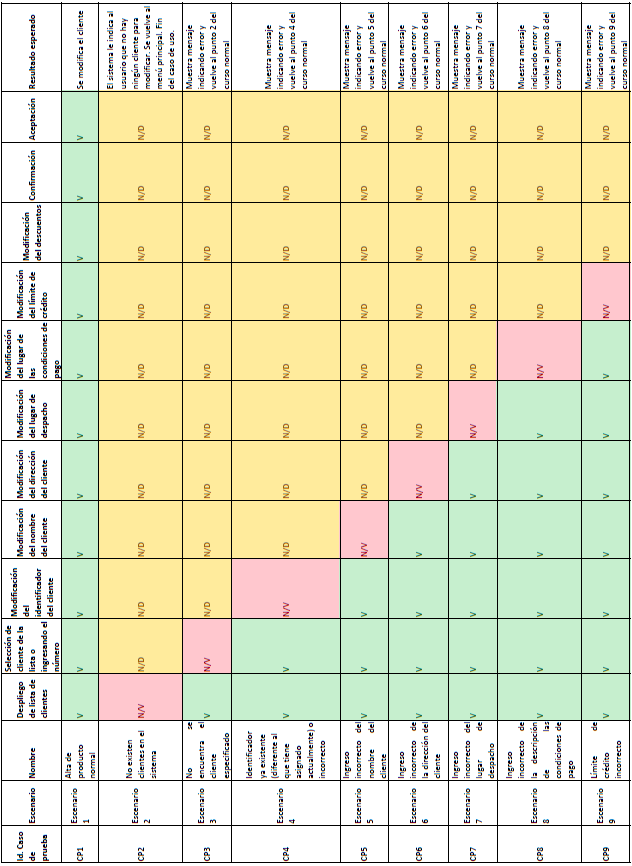 Id. Caso
de
prueba
Escenario
Nombre
Despliego
de lista de
clientes
Selección de
cliente de la
lista o
ingresando el
número
Modificación
del
identificador
del cliente
Modificación
del nombre
del cliente
Modificación
del dirección
del cliente
Modificación
del lugar de
despacho
Modificación
del lugar de
las
condiciones de
pago
Modificación
del límite de
crédito
Modificación
del descuentos
Confirmación
Aceptación
Resultado esperado
CP1
Escenario
1
Alta de
producto
normal
V
V
V
V
V
V
V
V
V
V
V
Se modifica el cliente
CP2
Escenario
2
No existen
clientes en el
sistema
N/V
N/D
N/D
N/D
N/D
N/D
N/D
N/D
N/D
N/D
N/D
El sistema le indica al
usuario que no hay
ningún cliente para
modificar. Se vuelve al
menú principal. Fin
del caso de uso.
CP3
Escenario
3
No se
encuentra el
cliente
especificado
V
N/V
N/D
N/D
N/D
N/D
N/D
N/D
N/D
N/D
N/D
Muestra mensaje
indicando error y
vuelve al punto 2 del
curso normal
CP4
Escenario
4
Identificador
ya existente
(diferente al
que tiene
asignado
actualmente) o
incorrecto
V
V
N/V
N/D
N/D
N/D
N/D
N/D
N/D
N/D
N/D
Muestra mensaje
indicando error y
vuelve al punto 4 del
curso normal
CP5
Escenario
5
Ingreso
incorrecto del
nombre del
cliente
V
V
V
N/V
N/D
N/D
N/D
N/D
N/D
N/D
N/D
Muestra mensaje
indicando error y
vuelve al punto 5 del
curso normal
CP6
Escenario
6
Ingreso
incorrecto de
la dirección del
cliente
V
V
V
V
N/V
N/D
N/D
N/D
N/D
N/D
N/D
Muestra mensaje
indicando error y
vuelve al punto 6 del
curso normal
CP7
Escenario
7
Ingreso
incorrecto del
lugar de
despacho
V
V
V
V
V
N/V
N/D
N/D
N/D
N/D
N/D
Muestra mensaje
indicando error y
vuelve al punto 7 del
curso normal
CP8
Escenario
8
Ingreso
incorrecto de
la descripción
de las
condiciones de
pago
V
V
V
V
V
V
N/V
N/D
N/D
N/D
N/D
Muestra mensaje
indicando error y
vuelve al punto 8 del
curso normal
CP9
Escenario
9
Límite de
crédito
incorrecto
V
V
V
V
V
V
V
N/V
N/D
N/D
N/D
Muestra mensaje
indicando error y
vuelve al punto 9 del
curso normal